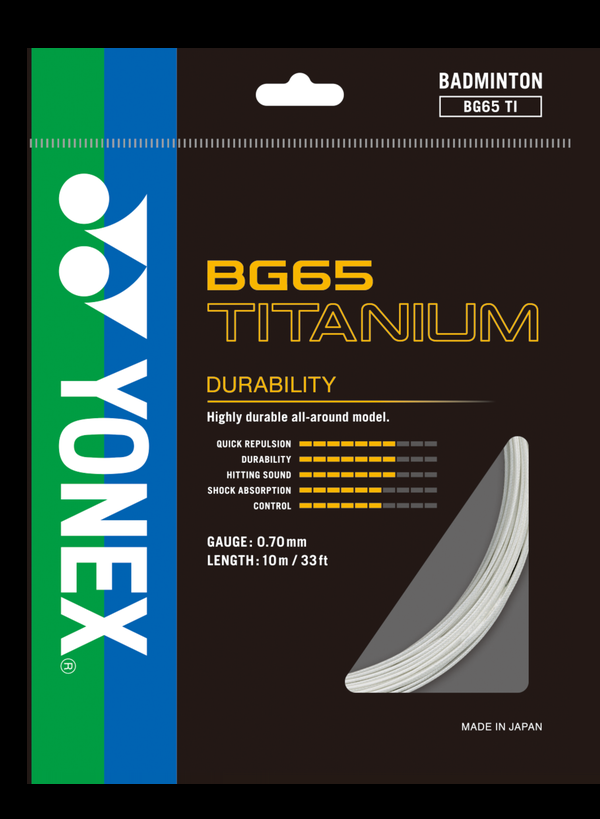 BADMINTON
BG65 TI
YONEX®
BG65
TITANIUM
DURABILITY
Highly durable all-around model.
QUICK REPULSION
DURABILITY
HITTING SOUND
SHOCK ABSORPTION
CONTROL
GAUGE: 0.70mm
LENGTH: 10m / 33ft
MADE IN JAPAN